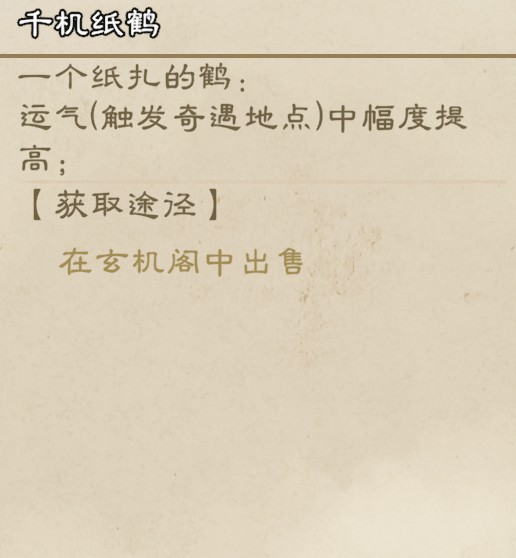 千机纸鹤
一个纸扎的鹤：
运气(触发奇遇地点)中幅度提
高；
【获取途径】
在玄机阁中出售